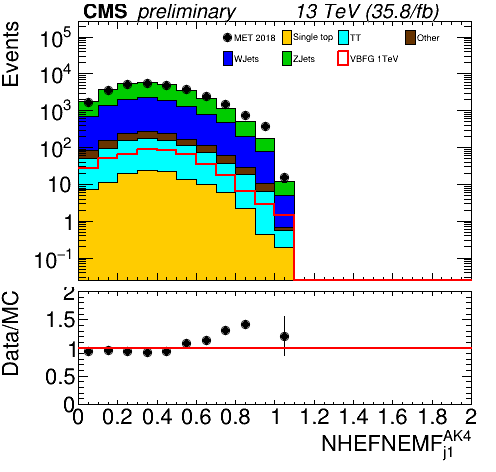 CMS preliminary 13 TeV (35.8/fb)
Events
MET 2018 Single top TT Other
WJets ZJets VBFG 1TeV
10^5
10^4
10^3
10^2
10
1
10^-1
Data/MC
2
1.5
1
0.5
0
0 0.2 0.4 0.6 0.8 1 1.2 1.4 1.6 1.8 2
NHEFNEMF_j1^AK4